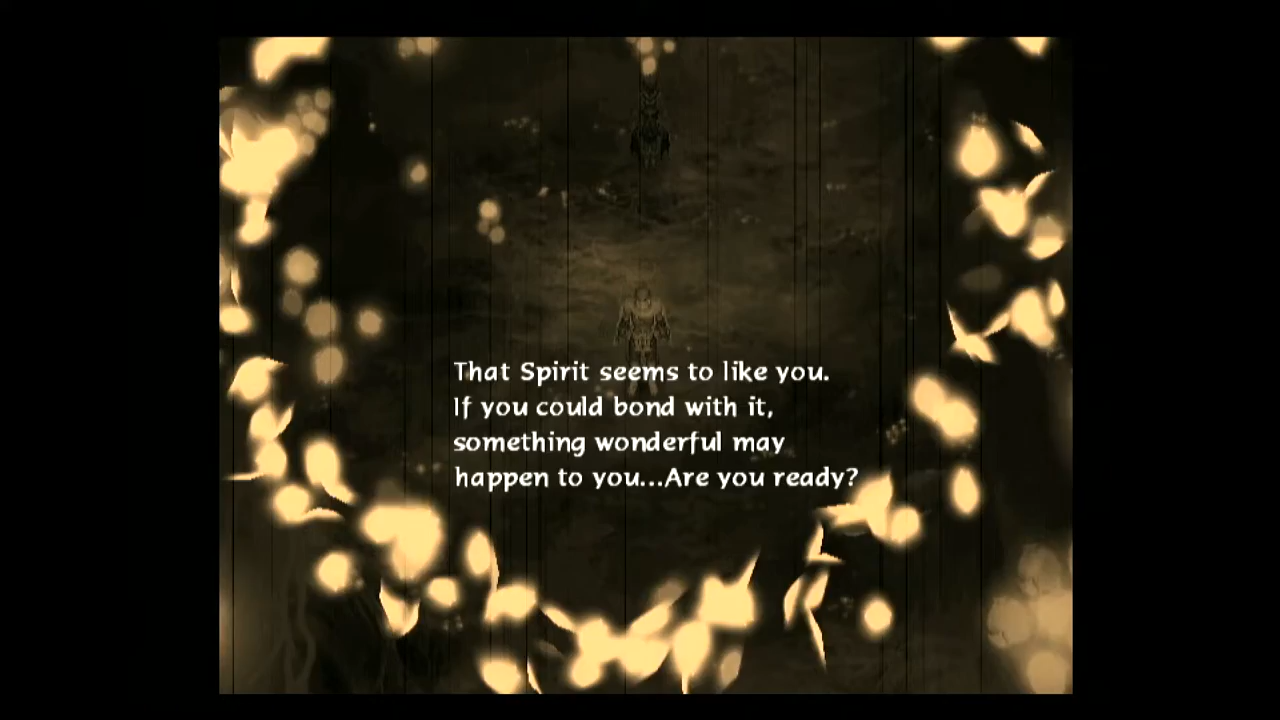 That Spirit seems to like you.
If you could bond with it,
something wonderful may
happen to you...Are you ready?